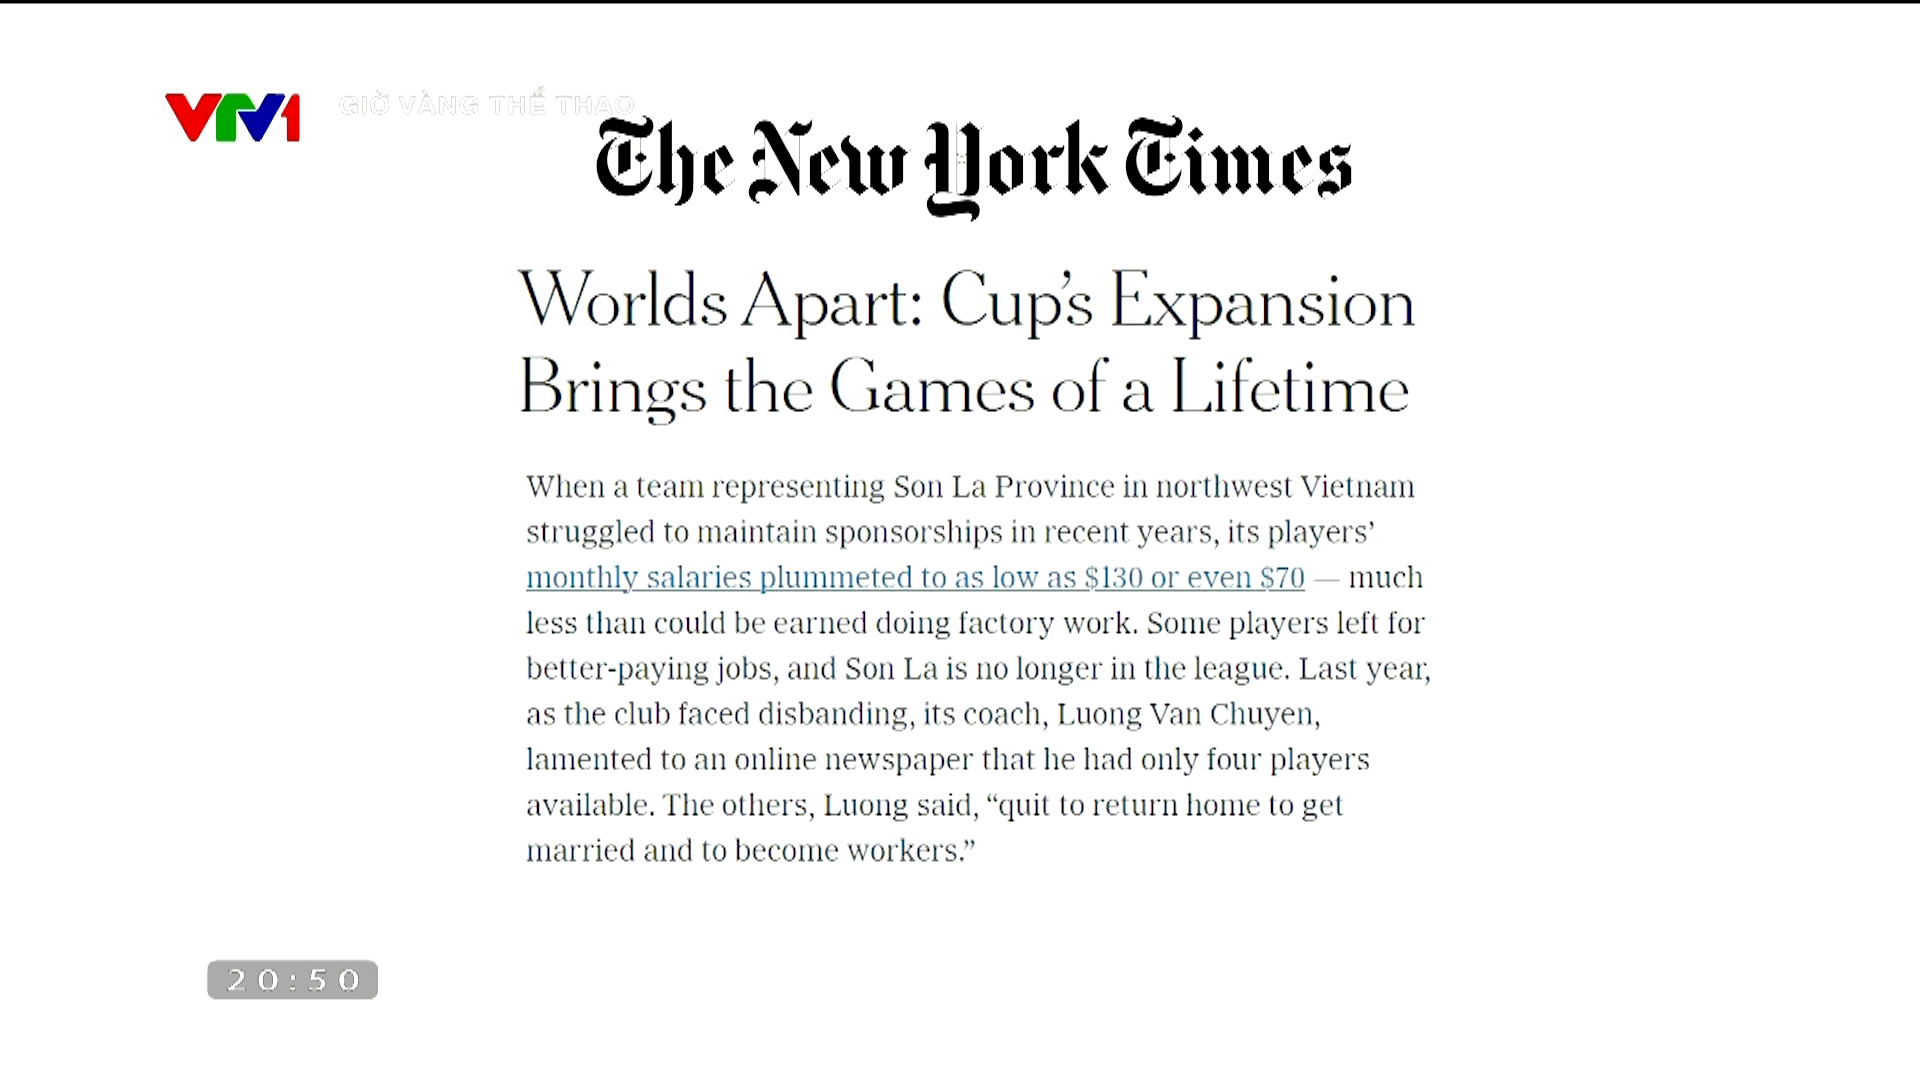 VTV1
GIỜ VÀNG THỂ THAO
The New York Times
Worlds Apart: Cup’s Expansion
Brings the Games of a Lifetime
When a team representing Son La Province in northwest Vietnam
struggled to maintain sponsorships in recent years, its players’
monthly salaries plummeted to as low as $130 or even $70 — much
less than could be earned doing factory work. Some players left for
better-paying jobs, and Son La is no longer in the league. Last year,
as the club faced disbanding, its coach, Luong Van Chuyen,
lamented to an online newspaper that he had only four players
available. The others, Luong said, “quit to return home to get
married and to become workers.”
20:50